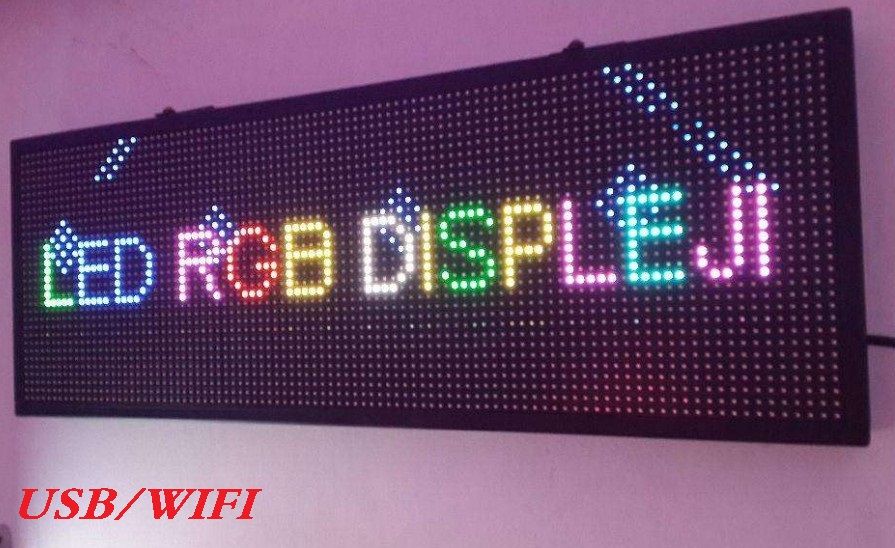 LED RGB DISPLEJI
USB/WIFI